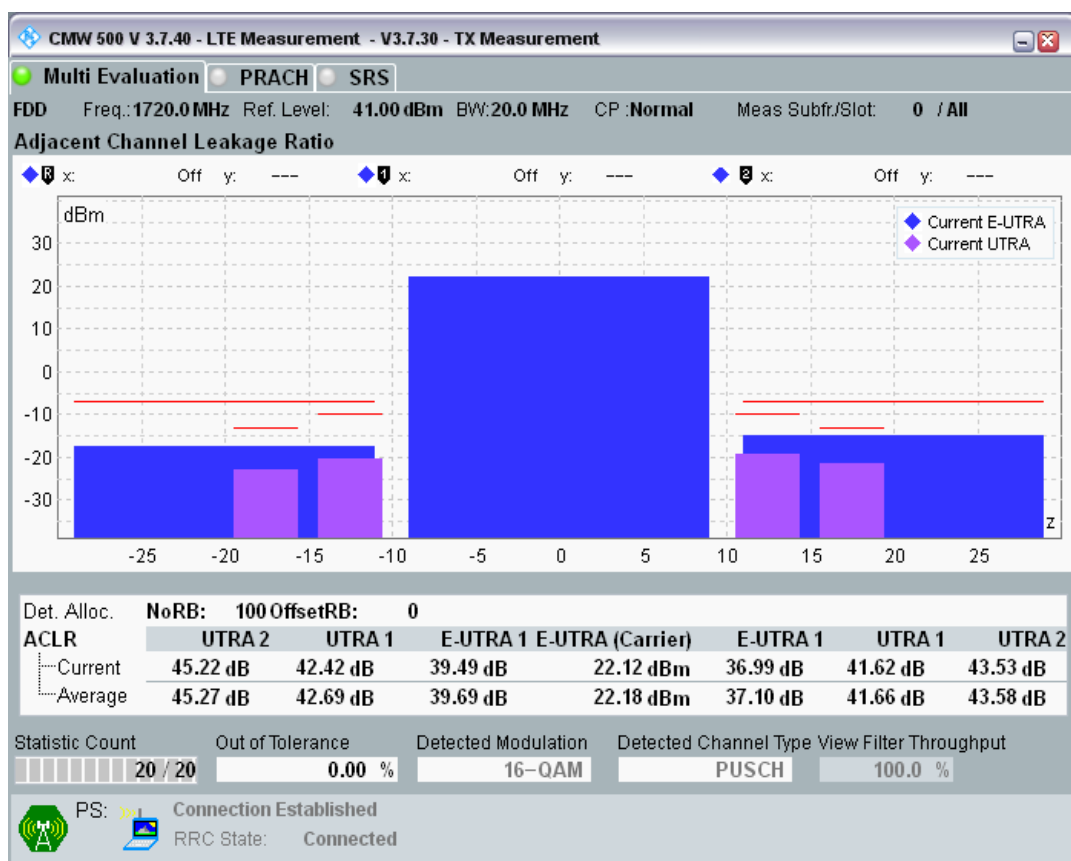 CMW 500 V 3.7.40 - LTE Measurement - V3.7.30 - TX Measurement
Multi Evaluation PRACH SRS
FDD Freq.: 1720.0 MHz Ref. Level: 41.00 dBm BW: 20.0 MHz CP : Normal Meas Subfr./Slot: 0 / All
Adjacent Channel Leakage Ratio
R x: Off y: --- 1 x: Off y: --- 2 x: Off y: ---
dBm
Current E-UTRA
Current UTRA
30
20
10
0
-10
-20
-30
z
-25 -20 -15 -10 -5 0 5 10 15 20 25
Det. Alloc. NoRB: 100 OffsetRB: 0
ACLR UTRA 2 UTRA 1 E-UTRA 1 E-UTRA (Carrier) E-UTRA 1 UTRA 1 UTRA 2
Current 45.22 dB 42.42 dB 39.49 dB 22.12 dBm 36.99 dB 41.62 dB 43.53 dB
Average 45.27 dB 42.69 dB 39.69 dB 22.18 dBm 37.10 dB 41.66 dB 43.58 dB
Statistic Count Out of Tolerance Detected Modulation Detected Channel Type View Filter Throughput
20 / 20 0.00 % 16-QAM PUSCH 100.0 %
PS: Connection Established
RRC State: Connected